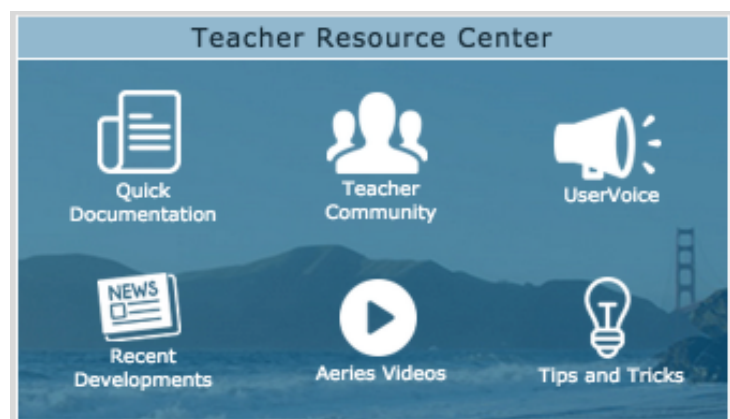 Teacher Resource Center
Quick
Documentation
Teacher
Community
UserVoice
NEWS
Recent
Developments
Aeries Videos
Tips and Tricks